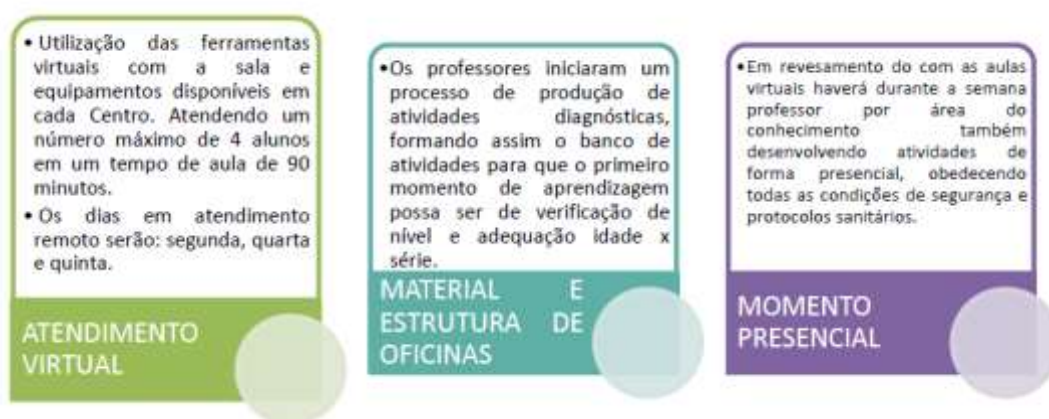 • Utilização das ferramentas
virtuais com a sala e
equipamentos disponíveis em
cada Centro. Atendendo um
número máximo de 4 alunos
em um tempo de aula de 90
minutos.
• Os dias em atendimento
remoto serão: segunda, quarta
e quinta.
ATENDIMENTO
VIRTUAL
•Os professores iniciaram um
processo de produção de
atividades diagnósticas,
formando assim o banco de
atividades para que o primeiro
momento de aprendizagem
possa ser de verificação de
nível e adequação idade x
série.
MATERIAL E
ESTRUTURA DE
OFICINAS
•Em revesamento do com as aulas
virtuais haverá durante a semana
professor por área do
conhecimento também
desenvolvendo atividades de
forma presencial, obedecendo
todas as condições de segurança e
protocolos sanitários.
MOMENTO
PRESENCIAL